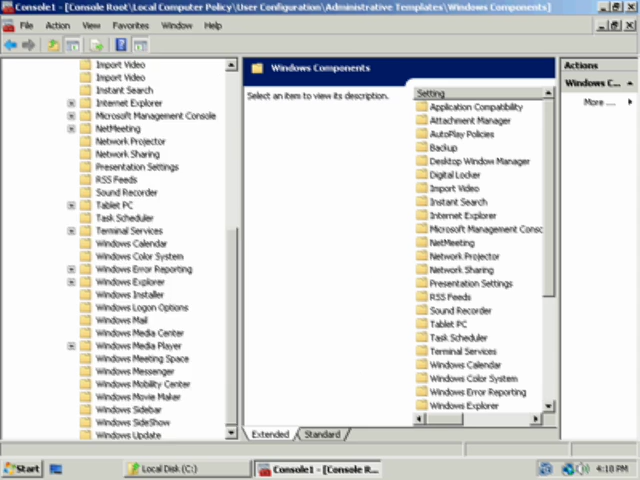 Console1 - [Console Root\Local Computer Policy\User Configuration\Administrative Templates\Windows Components]
File Action View Favorites Window Help
Import Video
Import Video
Instant Search
Internet Explorer
Microsoft Management Console
NetMeeting
Network Projector
Network Sharing
Presentation Settings
RSS Feeds
Sound Recorder
Tablet PC
Task Scheduler
Terminal Services
Windows Calendar
Windows Color System
Windows Error Reporting
Windows Explorer
Windows Installer
Windows Logon Options
Windows Mail
Windows Media Center
Windows Media Player
Windows Meeting Space
Windows Messenger
Windows Mobility Center
Windows Movie Maker
Windows Sidebar
Windows SideShow
Windows Update
Windows Components
Select an item to view its description.
Setting
Application Compatibility
Attachment Manager
AutoPlay Policies
Backup
Desktop Window Manager
Digital Locker
Import Video
Instant Search
Internet Explorer
Microsoft Management Consc
NetMeeting
Network Projector
Network Sharing
Presentation Settings
RSS Feeds
Sound Recorder
Tablet PC
Task Scheduler
Terminal Services
Windows Calendar
Windows Color System
Windows Error Reporting
Windows Explorer
Extended Standard
Actions
Windows C...
More ...
Start
Local Disk (C:)
Console1 - [Console R...
4:18 PM